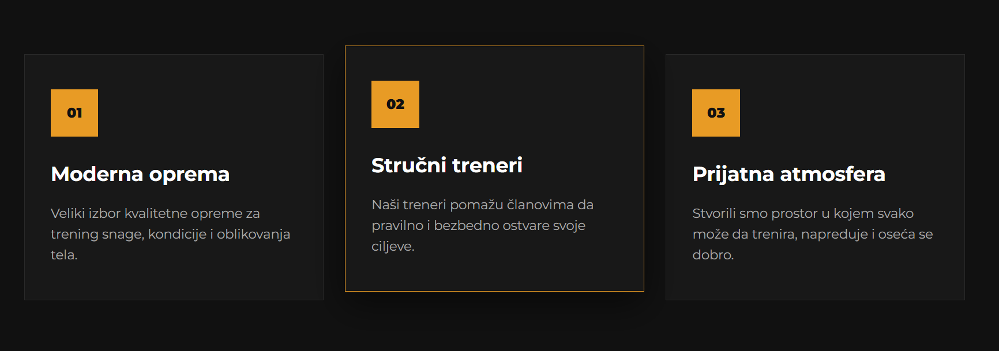 01
Moderna oprema
Veliki izbor kvalitetne opreme za
trening snage, kondicije i oblikovanja
tela.
02
Stručni treneri
Naši treneri pomažu članovima da
pravilno i bezbedno ostvare svoje
ciljeve.
03
Prijatna atmosfera
Stvorili smo prostor u kojem svako
može da trenira, napreduje i oseća se
dobro.